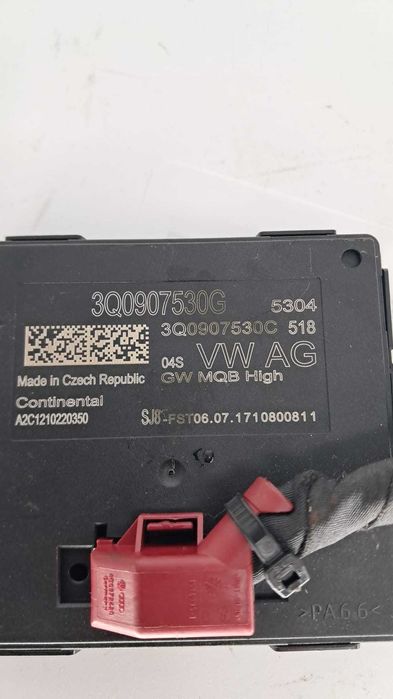 3Q0907530G 5304
3Q0907530C 518
04S VW AG
Made in Czech Republic GW MQB High
Continental
A2C1210220350 SJ8 -FST06.07.1710800811
>PA66<